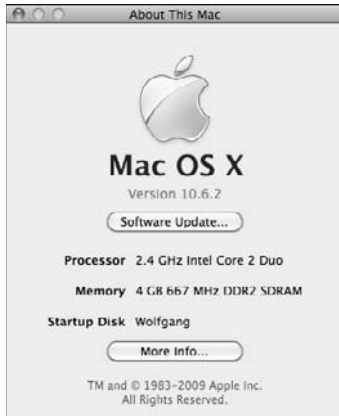 About This Mac
Mac OS X
Version 10.6.2
Software Update...
Processor 2.4 GHz Intel Core 2 Duo
Memory 4 GB 667 MHz DDR2 SDRAM
Startup Disk Wolfgang
More Info...
TM and © 1983–2009 Apple Inc.
All Rights Reserved.